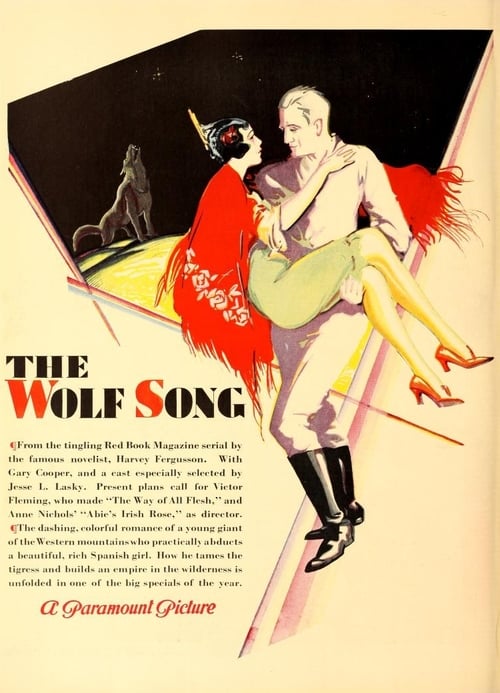 THE
WOLF SONG
¶From the tingling Red Book Magazine serial by
the famous novelist, Harvey Fergusson. With
Gary Cooper, and a cast especially selected by
Jesse L. Lasky. Present plans call for Victor
Fleming, who made "The Way of All Flesh," and
Anne Nichols' "Abie's Irish Rose," as director.
¶The dashing, colorful romance of a young giant
of the Western mountains who practically abducts
a beautiful, rich Spanish girl. How he tames the
tigress and builds an empire in the wilderness is
unfolded in one of the big specials of the year.
A Paramount Picture